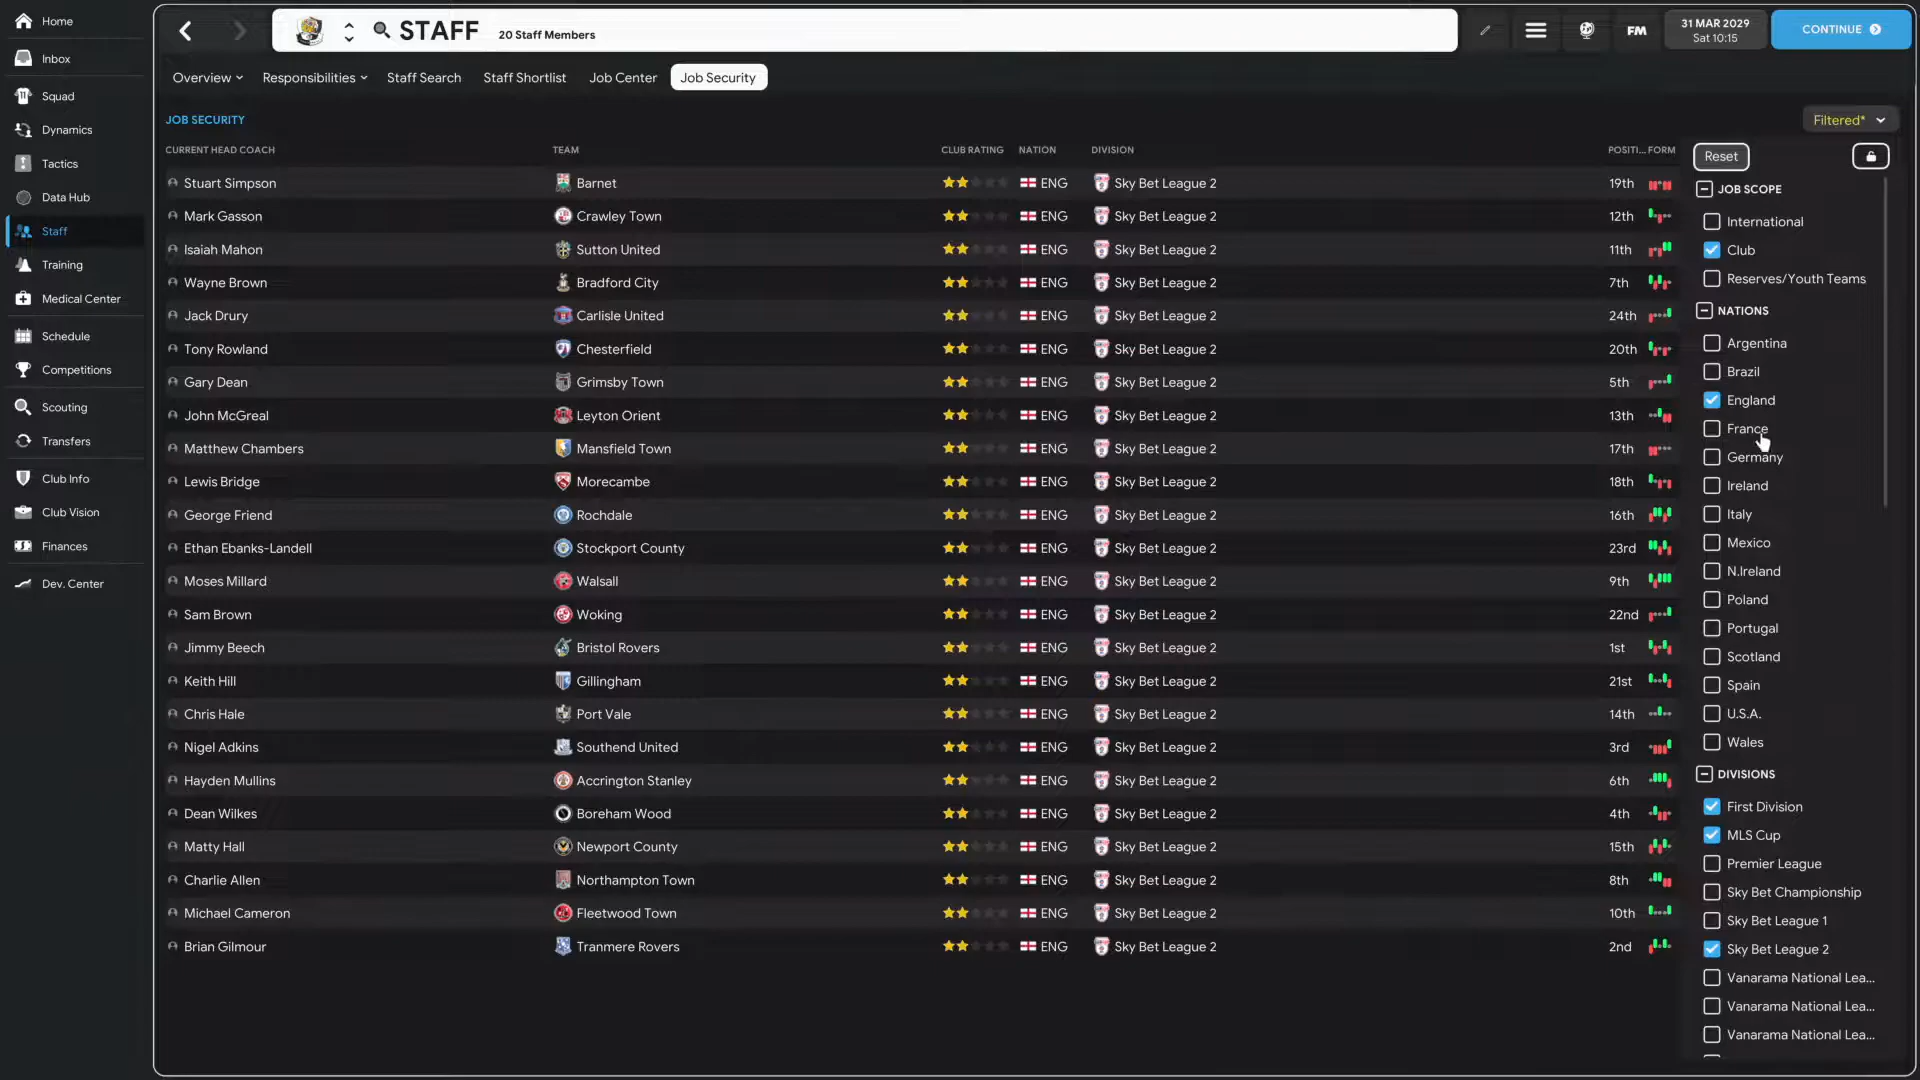 Home
Inbox
Squad
Dynamics
Tactics
Data Hub
Staff
Training
Medical Center
Schedule
Competitions
Scouting
Transfers
Club Info
Club Vision
Finances
Dev. Center
STAFF 20 Staff Members
FM
31 MAR 2029
Sat 10:15
CONTINUE
Overview Responsibilities Staff Search Staff Shortlist Job Center Job Security
JOB SECURITY
Filtered*
CURRENT HEAD COACH TEAM CLUB RATING NATION DIVISION POSITI... FORM
Stuart Simpson Barnet ENG Sky Bet League 2 19th
Mark Gasson Crawley Town ENG Sky Bet League 2 12th
Isaiah Mahon Sutton United ENG Sky Bet League 2 11th
Wayne Brown Bradford City ENG Sky Bet League 2 7th
Jack Drury Carlisle United ENG Sky Bet League 2 24th
Tony Rowland Chesterfield ENG Sky Bet League 2 20th
Gary Dean Grimsby Town ENG Sky Bet League 2 5th
John McGreal Leyton Orient ENG Sky Bet League 2 13th
Matthew Chambers Mansfield Town ENG Sky Bet League 2 17th
Lewis Bridge Morecambe ENG Sky Bet League 2 18th
George Friend Rochdale ENG Sky Bet League 2 16th
Ethan Ebanks-Landell Stockport County ENG Sky Bet League 2 23rd
Moses Millard Walsall ENG Sky Bet League 2 9th
Sam Brown Woking ENG Sky Bet League 2 22nd
Jimmy Beech Bristol Rovers ENG Sky Bet League 2 1st
Keith Hill Gillingham ENG Sky Bet League 2 21st
Chris Hale Port Vale ENG Sky Bet League 2 14th
Nigel Adkins Southend United ENG Sky Bet League 2 3rd
Hayden Mullins Accrington Stanley ENG Sky Bet League 2 6th
Dean Wilkes Boreham Wood ENG Sky Bet League 2 4th
Matty Hall Newport County ENG Sky Bet League 2 15th
Charlie Allen Northampton Town ENG Sky Bet League 2 8th
Michael Cameron Fleetwood Town ENG Sky Bet League 2 10th
Brian Gilmour Tranmere Rovers ENG Sky Bet League 2 2nd
Reset
JOB SCOPE
International
Club
Reserves/Youth Teams
NATIONS
Argentina
Brazil
England
France
Germany
Ireland
Italy
Mexico
N.Ireland
Poland
Portugal
Scotland
Spain
U.S.A.
Wales
DIVISIONS
First Division
MLS Cup
Premier League
Sky Bet Championship
Sky Bet League 1
Sky Bet League 2
Vanarama National Lea...
Vanarama National Lea...
Vanarama National Lea...